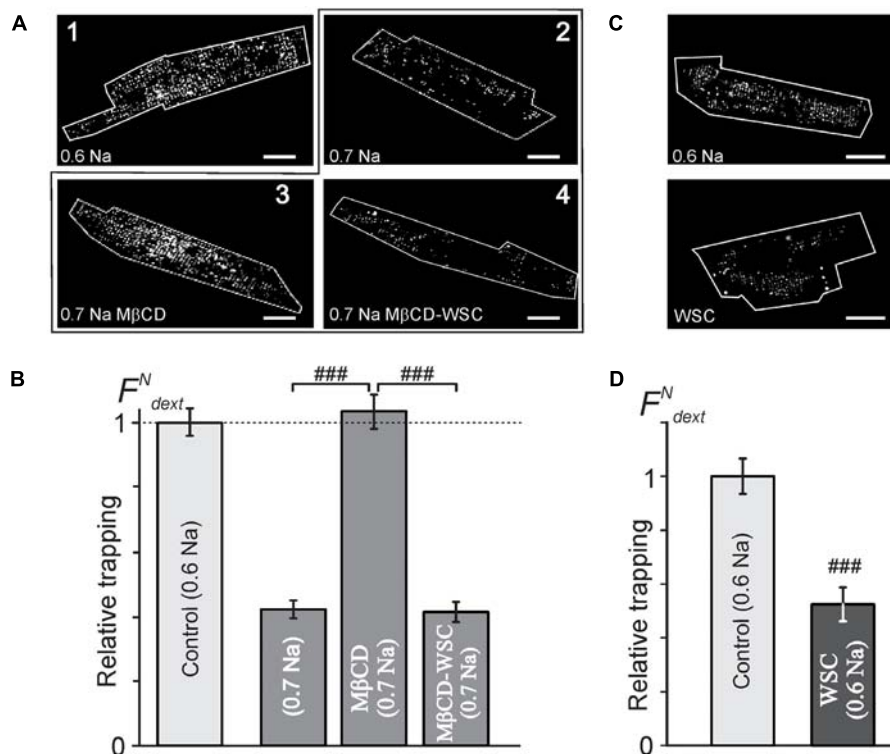 A
1
0.6 Na
2
0.7 Na
3
0.7 Na MβCD
4
0.7 Na MβCD-WSC
C
0.6 Na
WSC
B
F^N_dext
1
0
Relative trapping
Control (0.6 Na)
(0.7 Na)
MβCD
(0.7 Na)
MβCD-WSC
(0.7 Na)
###
###
D
F^N_dext
1
0
Relative trapping
Control (0.6 Na)
WSC
(0.6 Na)
###